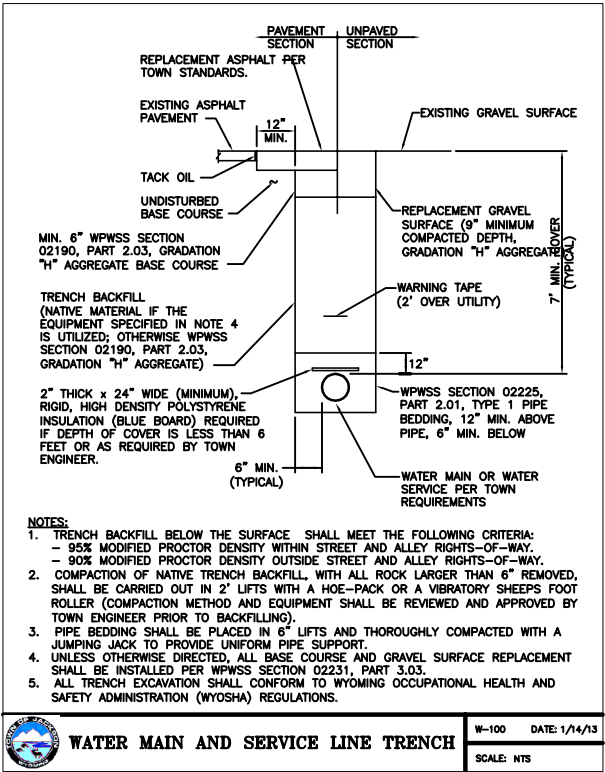 PAVEMENT SECTION
UNPAVED SECTION
REPLACEMENT ASPHALT PER
TOWN STANDARDS.
EXISTING ASPHALT
PAVEMENT
12"
MIN.
EXISTING GRAVEL SURFACE
TACK OIL
UNDISTURBED
BASE COURSE
REPLACEMENT GRAVEL
SURFACE (9" MINIMUM
COMPACTED DEPTH,
GRADATION "H" AGGREGATE)
7' MIN. COVER
(TYPICAL)
MIN. 6" WPWSS SECTION
02190, PART 2.03, GRADATION
"H" AGGREGATE BASE COURSE
WARNING TAPE
(2' OVER UTILITY)
TRENCH BACKFILL
(NATIVE MATERIAL IF THE
EQUIPMENT SPECIFIED IN NOTE 4
IS UTILIZED; OTHERWISE WPWSS
SECTION 02190, PART 2.03,
GRADATION "H" AGGREGATE)
12"
2" THICK x 24" WIDE (MINIMUM),
RIGID, HIGH DENSITY POLYSTYRENE
INSULATION (BLUE BOARD) REQUIRED
IF DEPTH OF COVER IS LESS THAN 6
FEET OR AS REQUIRED BY TOWN
ENGINEER.
WPWSS SECTION 02225,
PART 2.01, TYPE 1 PIPE
BEDDING, 12" MIN. ABOVE
PIPE, 6" MIN. BELOW
6" MIN.
(TYPICAL)
WATER MAIN OR WATER
SERVICE PER TOWN
REQUIREMENTS
NOTES:
1. TRENCH BACKFILL BELOW THE SURFACE SHALL MEET THE FOLLOWING CRITERIA:
- 95% MODIFIED PROCTOR DENSITY WITHIN STREET AND ALLEY RIGHTS-OF-WAY.
- 90% MODIFIED PROCTOR DENSITY OUTSIDE STREET AND ALLEY RIGHTS-OF-WAY.
2. COMPACTION OF NATIVE TRENCH BACKFILL, WITH ALL ROCK LARGER THAN 6" REMOVED,
SHALL BE CARRIED OUT IN 2' LIFTS WITH A HOE-PACK OR A VIBRATORY SHEEPS FOOT
ROLLER (COMPACTION METHOD AND EQUIPMENT SHALL BE REVIEWED AND APPROVED BY
TOWN ENGINEER PRIOR TO BACKFILLING).
3. PIPE BEDDING SHALL BE PLACED IN 6" LIFTS AND THOROUGHLY COMPACTED WITH A
JUMPING JACK TO PROVIDE UNIFORM PIPE SUPPORT.
4. UNLESS OTHERWISE DIRECTED, ALL BASE COURSE AND GRAVEL SURFACE REPLACEMENT
SHALL BE INSTALLED PER WPWSS SECTION 02231, PART 3.03.
5. ALL TRENCH EXCAVATION SHALL CONFORM TO WYOMING OCCUPATIONAL HEALTH AND
SAFETY ADMINISTRATION (WYOSHA) REGULATIONS.
TOWN OF JACKSON
WYOMING
WATER MAIN AND SERVICE LINE TRENCH
W-100 DATE: 1/14/13
SCALE: NTS